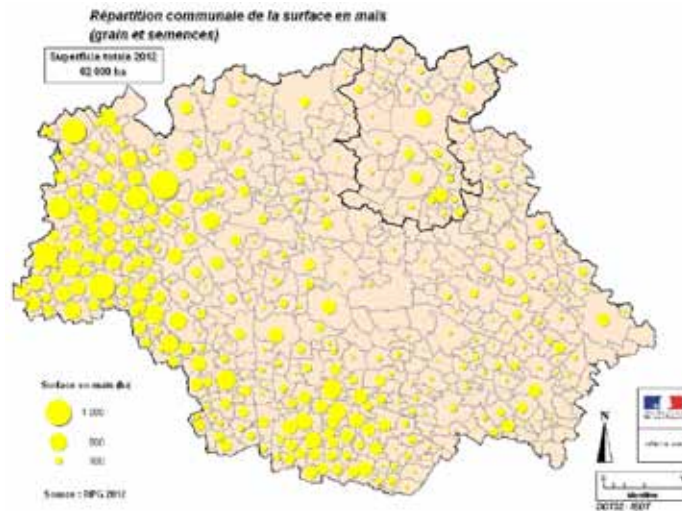 Répartition communale de la surface en maïs
(grain et semences)
Superficie totale 2012
62 000 ha
Surface en maïs (ha)
1 000
500
100
Source : RPG 2012
N